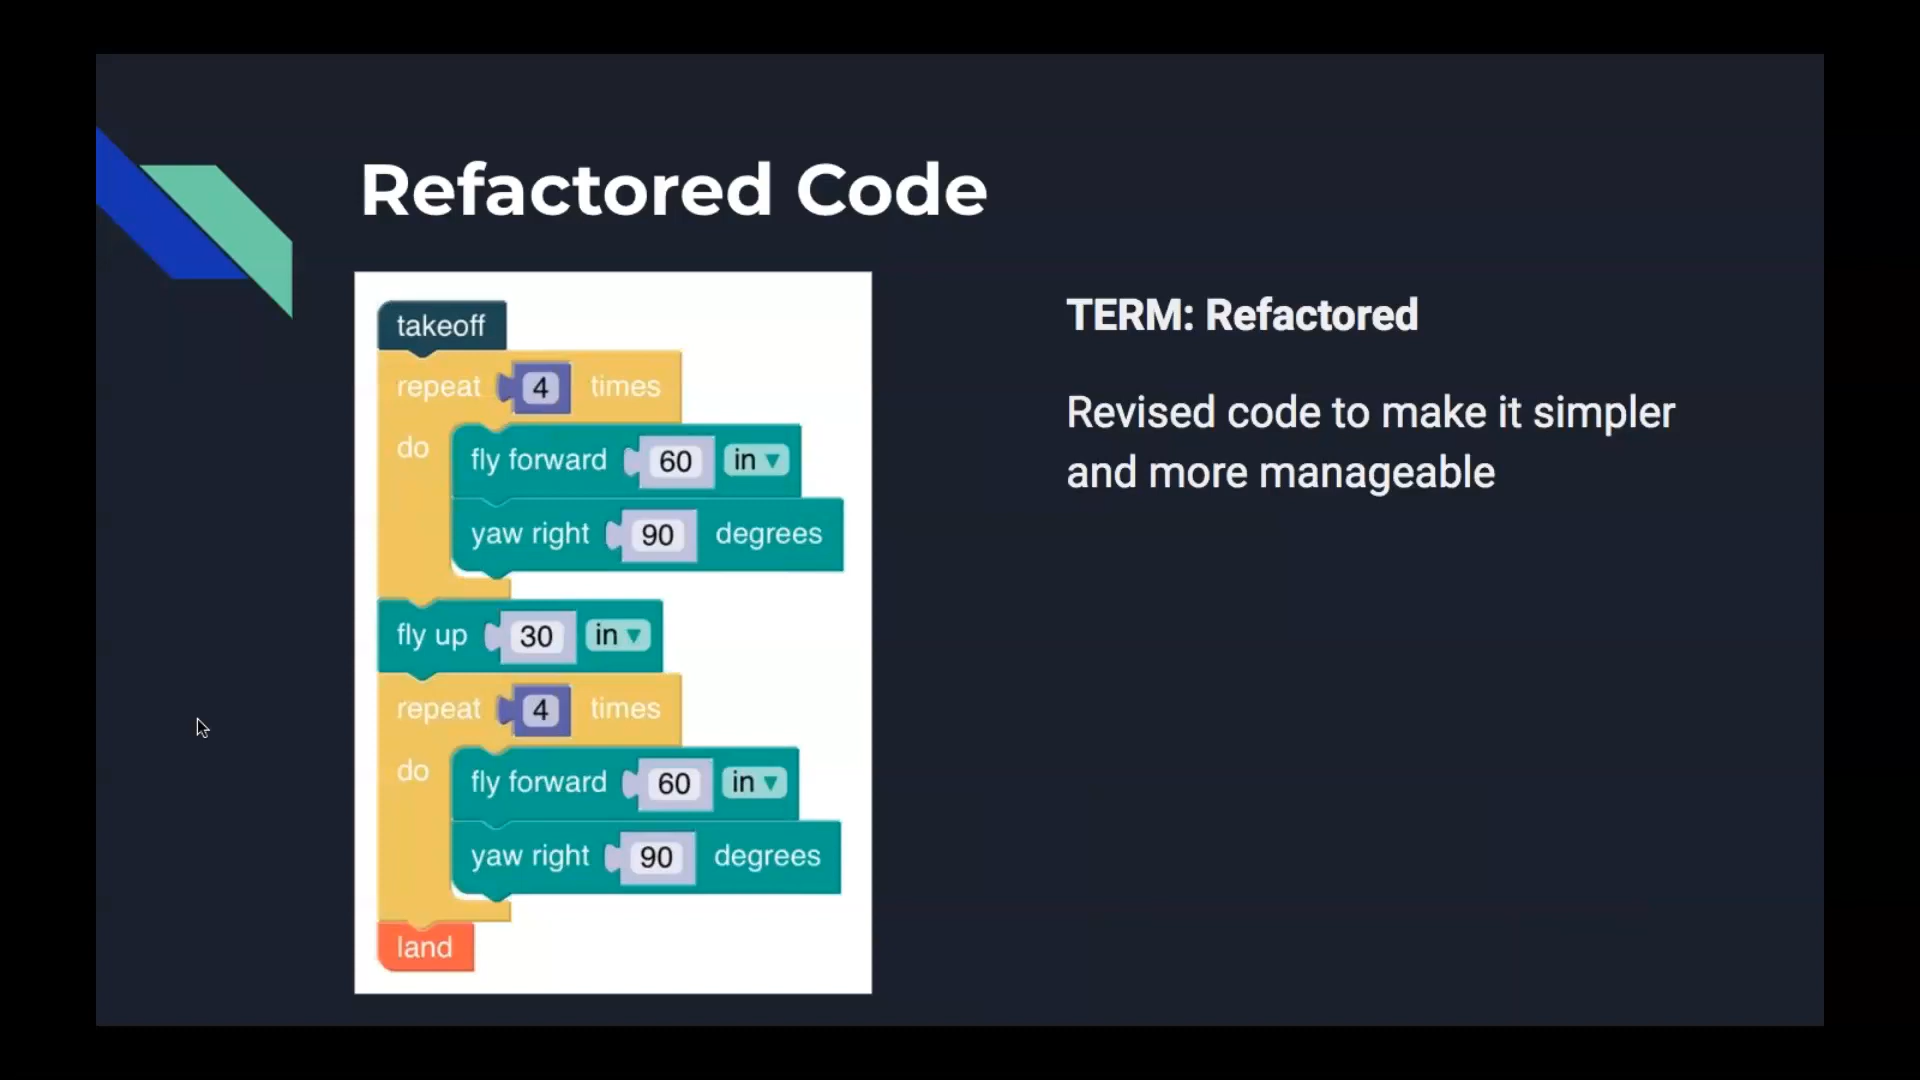 Refactored Code
takeoff
repeat 4 times
do
fly forward 60 in ▾
yaw right 90 degrees
fly up 30 in ▾
repeat 4 times
do
fly forward 60 in ▾
yaw right 90 degrees
land
TERM: Refactored
Revised code to make it simpler
and more manageable